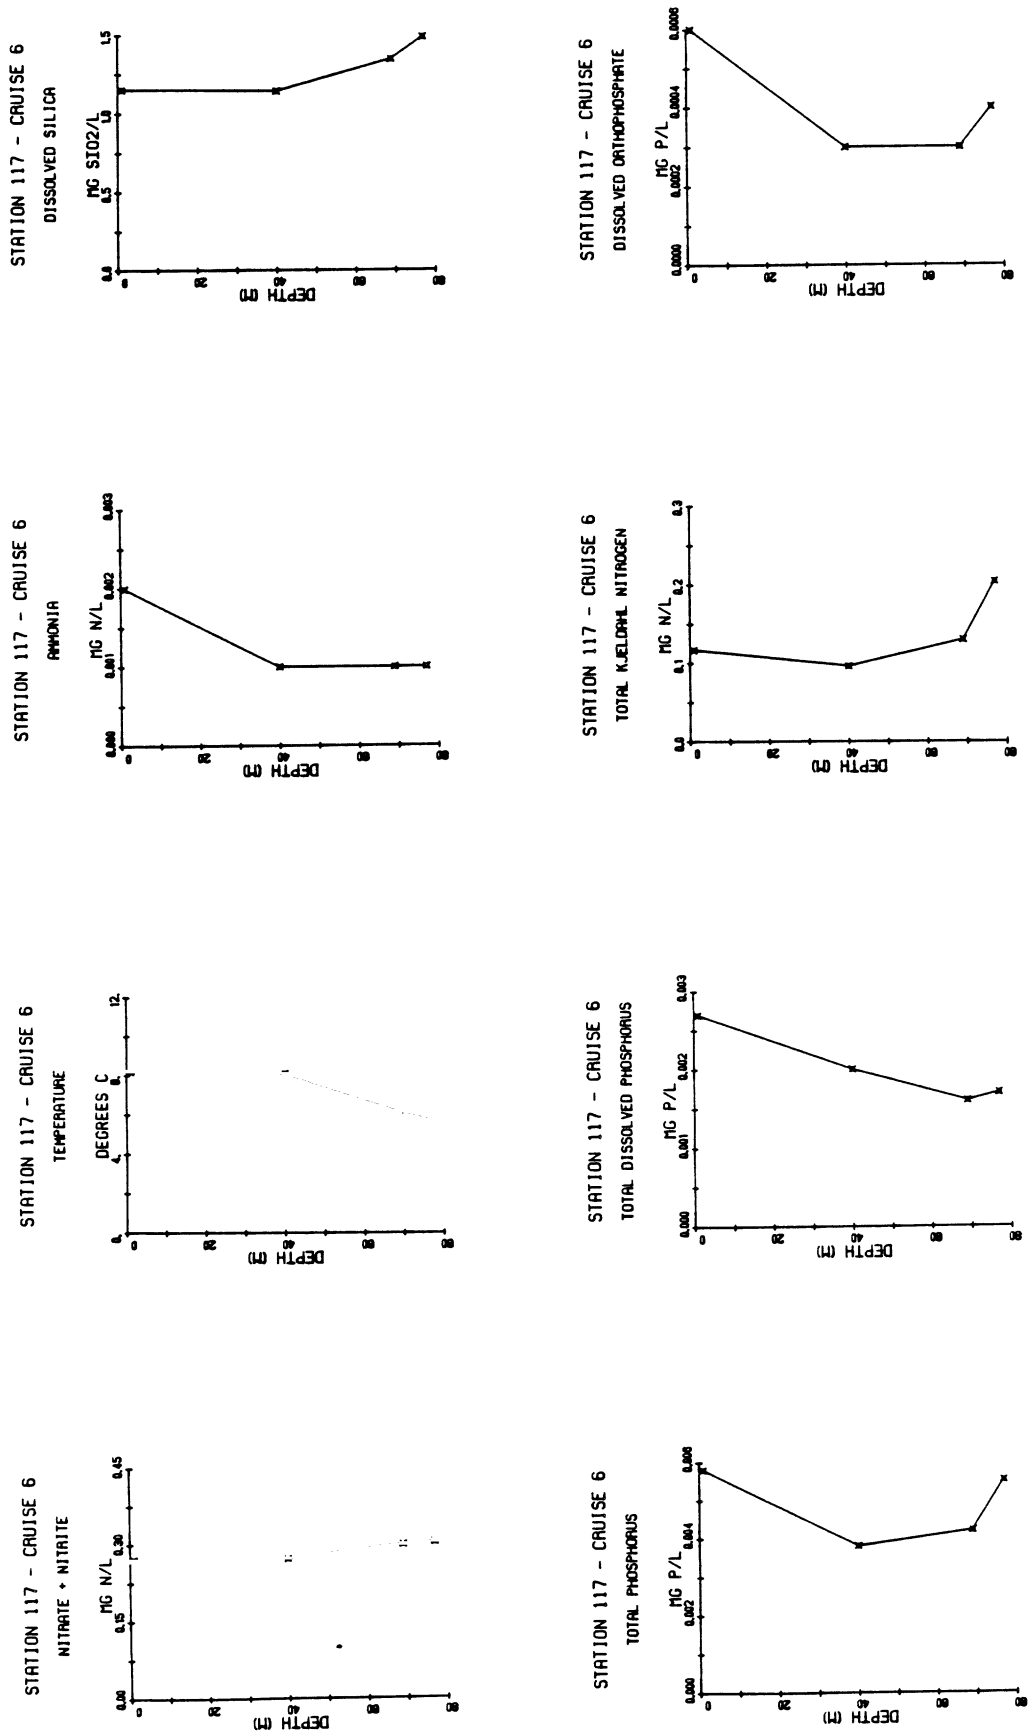 STATION 117 - CRUISE 6
NITRATE + NITRITE
MG N/L
0.00 0.15 0.30 0.45
0 20 40 60 80
DEPTH (M)
STATION 117 - CRUISE 6
TEMPERATURE
DEGREES C
0. 4. 8. 12.
0 20 40 60 80
DEPTH (M)
STATION 117 - CRUISE 6
AMMONIA
MG N/L
0.000 0.001 0.002 0.003
0 20 40 60 80
DEPTH (M)
STATION 117 - CRUISE 6
DISSOLVED SILICA
MG SIO2/L
0.0 0.5 1.0 1.5
0 20 40 60 80
DEPTH (M)
STATION 117 - CRUISE 6
TOTAL PHOSPHORUS
MG P/L
0.000 0.002 0.004 0.006
0 20 40 60 80
DEPTH (M)
STATION 117 - CRUISE 6
TOTAL DISSOLVED PHOSPHORUS
MG P/L
0.000 0.001 0.002 0.003
0 20 40 60 80
DEPTH (M)
STATION 117 - CRUISE 6
TOTAL KJELDAHL NITROGEN
MG N/L
0.0 0.1 0.2 0.3
0 20 40 60 80
DEPTH (M)
STATION 117 - CRUISE 6
DISSOLVED ORTHOPHOSPHATE
MG P/L
0.0000 0.0002 0.0004 0.0006
0 20 40 60 80
DEPTH (M)